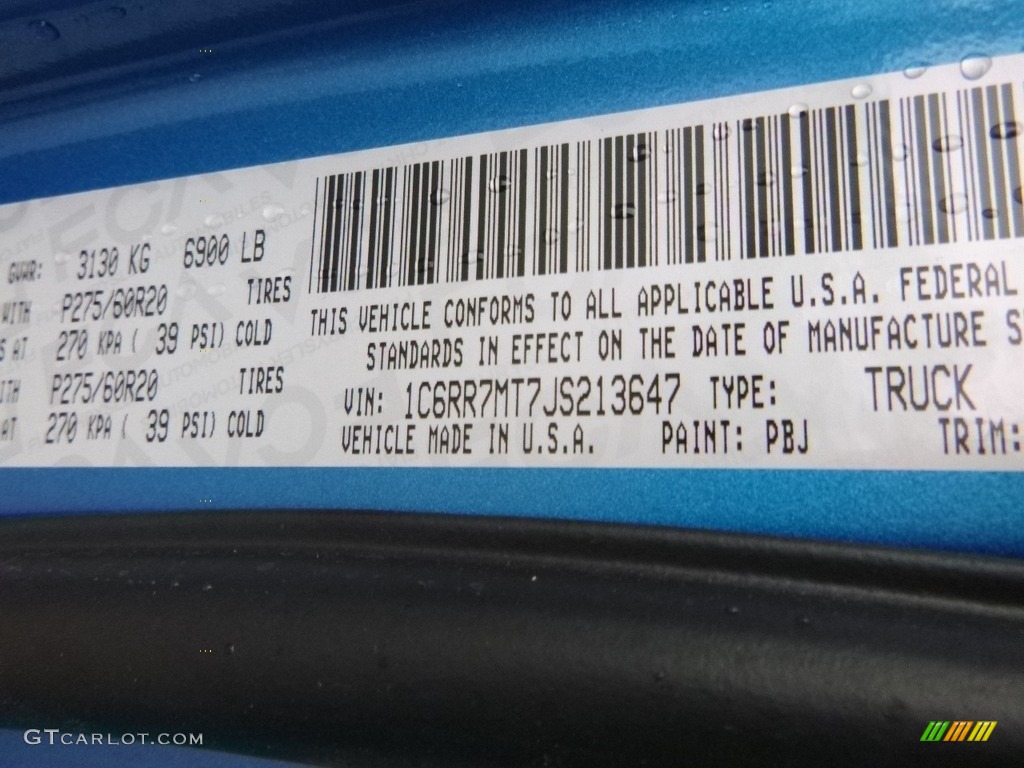 GVWR: 3130 KG 6900 LB
WITH P275/60R20 TIRES
S AT 270 KPA ( 39 PSI) COLD
ITH P275/60R20 TIRES
AT 270 KPA ( 39 PSI) COLD
THIS VEHICLE CONFORMS TO ALL APPLICABLE U.S.A. FEDERAL
STANDARDS IN EFFECT ON THE DATE OF MANUFACTURE S
VIN: 1C6RR7MT7JS213647 TYPE: TRUCK
VEHICLE MADE IN U.S.A. PAINT: PBJ TRIM:
GTCARLOT.COM